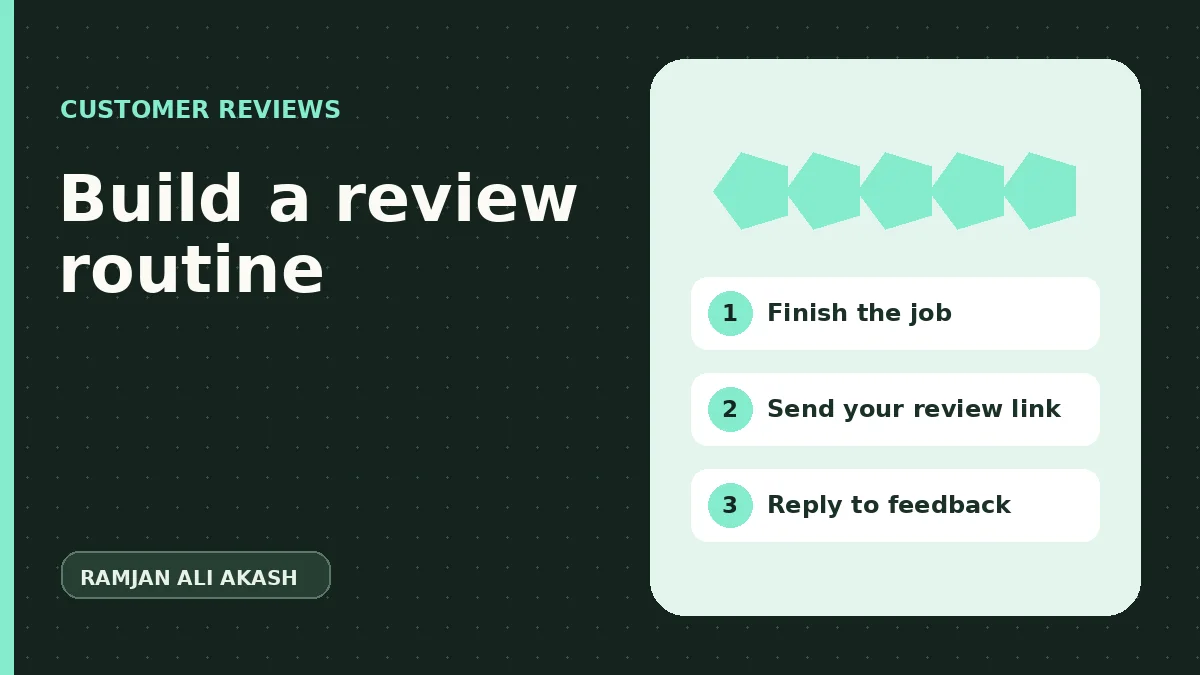 CUSTOMER REVIEWS
Build a review
routine
RAMJAN ALI AKASH
1 Finish the job
2 Send your review link
3 Reply to feedback